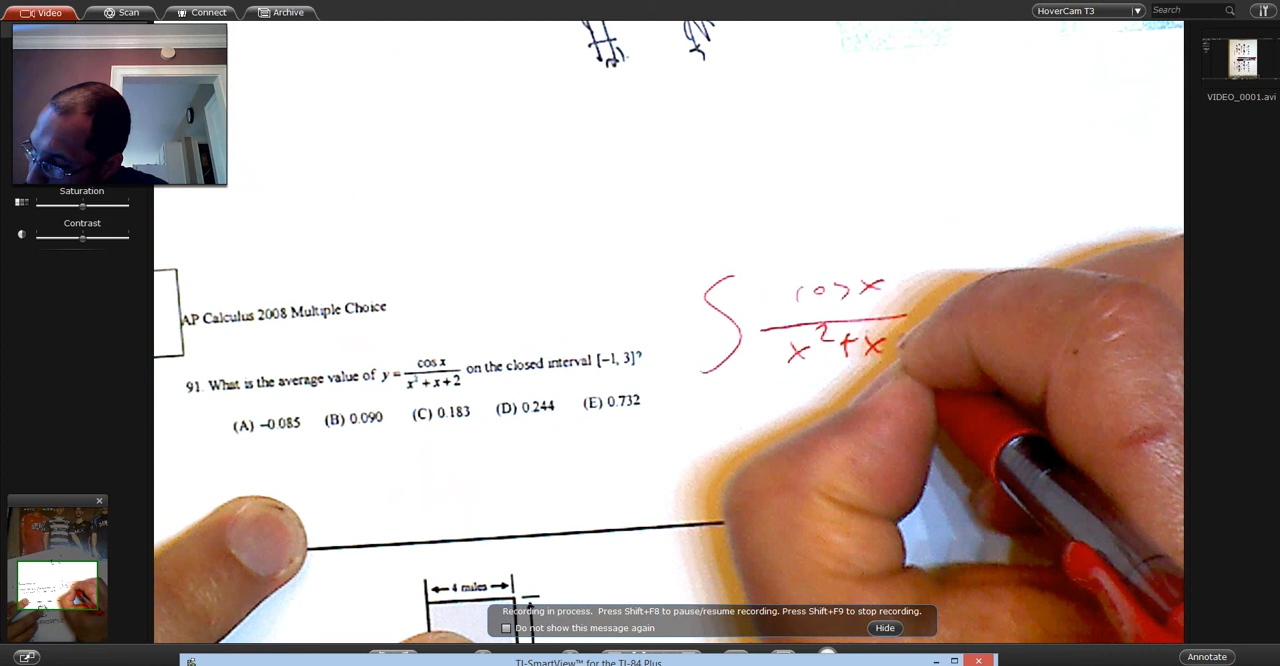 Video
Scan
Connect
Archive
HoverCam T3
Search
VIDEO_0001.avi
Saturation
Contrast
AP Calculus 2008 Multiple Choice
91. What is the average value of y = cos x / x² + x + 2 on the closed interval [−1, 3]?
(A) −0.085 (B) 0.090 (C) 0.183 (D) 0.244 (E) 0.732
∫ cos x / x² + x
4 miles
Recording in process. Press Shift+F8 to pause/resume recording. Press Shift+F9 to stop recording.
Do not show this message again
Hide
TI-SmartView™ for the TI-84 Plus
Annotate